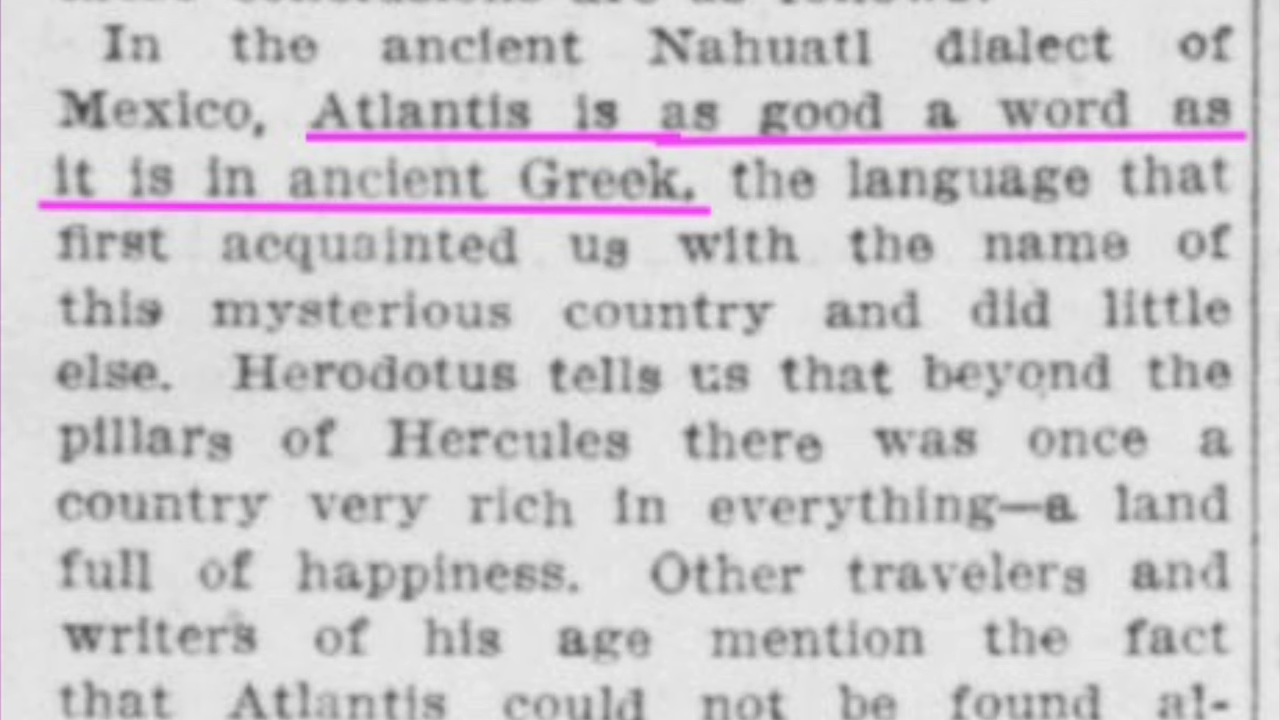 In the ancient Nahuatl dialect of
Mexico, Atlantis is as good a word as
it is in ancient Greek, the language that
first acquainted us with the name of
this mysterious country and did little
else. Herodotus tells us that beyond the
pillars of Hercules there was once a
country very rich in everything—a land
full of happiness. Other travelers and
writers of his age mention the fact
that Atlantis could not be found al-